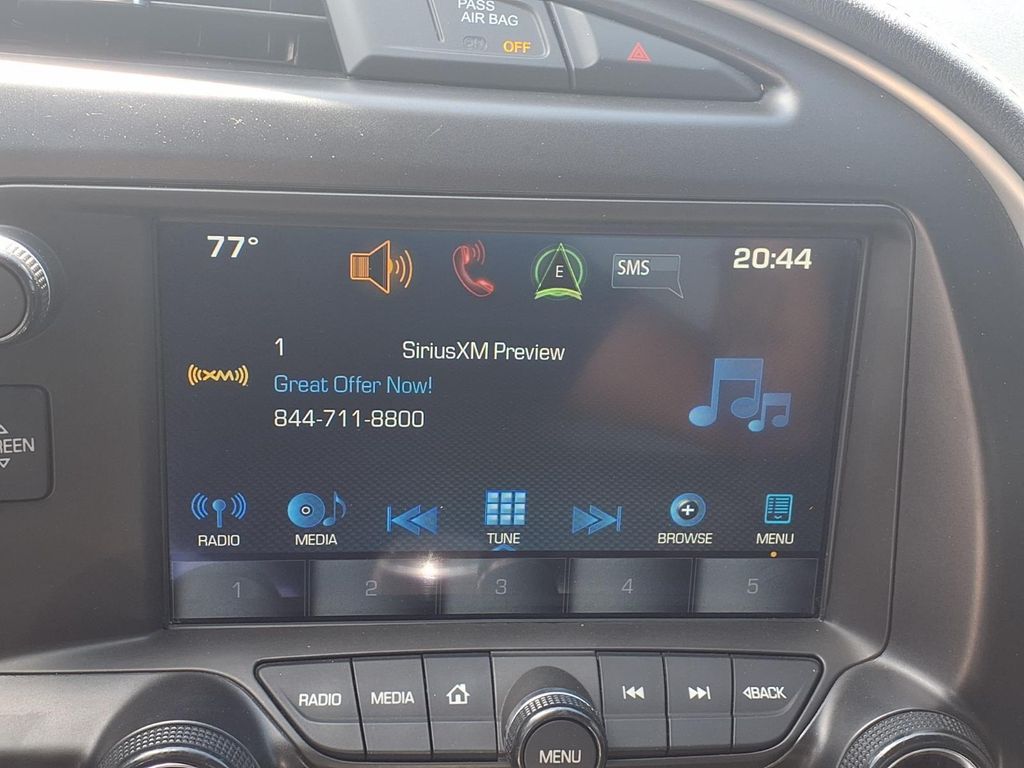 PASS
AIR BAG
OFF
77°
E
SMS
20:44
1
SiriusXM Preview
((XM))
Great Offer Now!
844-711-8800
RADIO
MEDIA
TUNE
BROWSE
MENU
1
2
3
4
5
REEN
RADIO
MEDIA
BACK
MENU